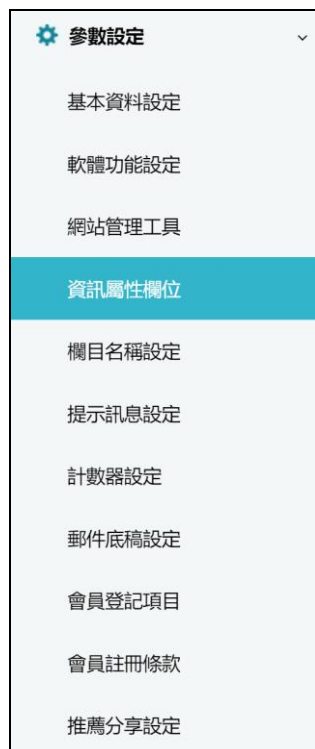 參數設定
基本資料設定
軟體功能設定
網站管理工具
資訊屬性欄位
欄目名稱設定
提示訊息設定
計數器設定
郵件底稿設定
會員登記項目
會員註冊條款
推薦分享設定